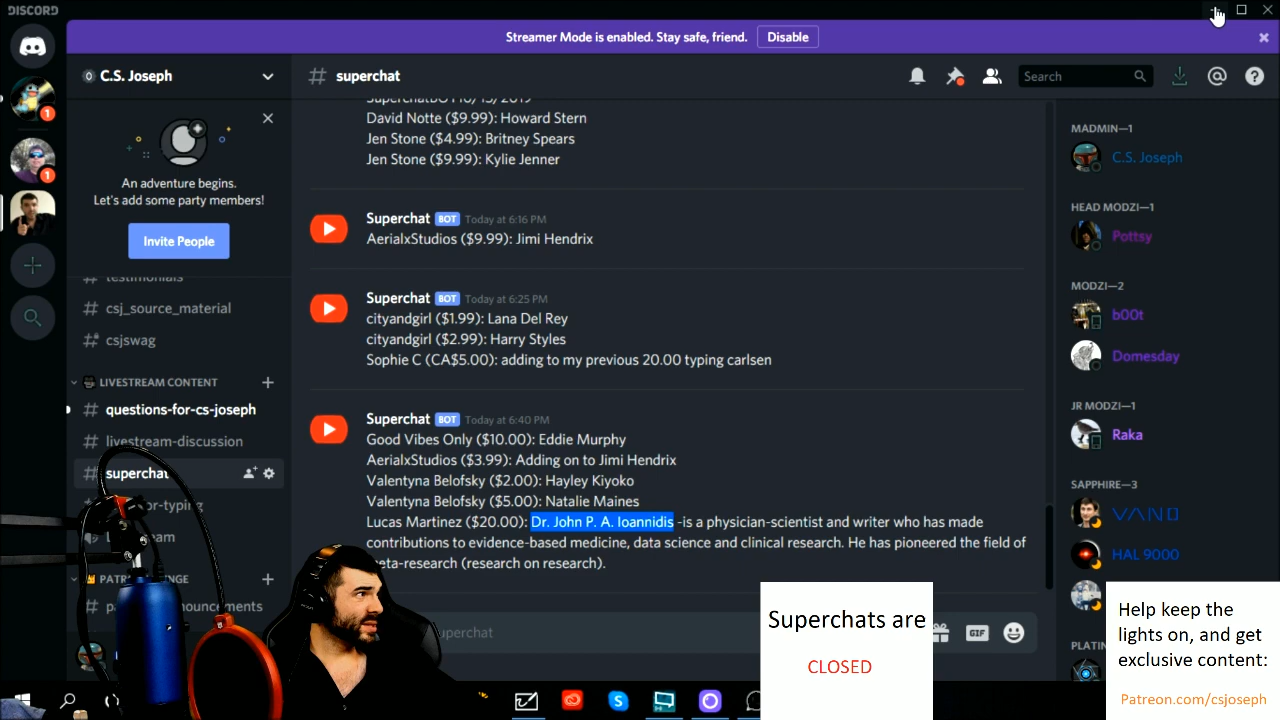 DISCORD
Streamer Mode is enabled. Stay safe, friend.
Disable
C.S. Joseph
superchat
Search
An adventure begins.
Let's add some party members!
Invite People
testimonials
csj_source_material
csjswag
LIVESTREAM CONTENT
questions-for-cs-joseph
livestream-discussion
superchat
David Notte ($9.99): Howard Stern
Jen Stone ($4.99): Britney Spears
Jen Stone ($9.99): Kylie Jenner
Superchat BOT Today at 6:16 PM
AerialxStudios ($9.99): Jimi Hendrix
Superchat BOT Today at 6:25 PM
cityandgirl ($1.99): Lana Del Rey
cityandgirl ($2.99): Harry Styles
Sophie C (CA$5.00): adding to my previous 20.00 typing carlsen
Superchat BOT Today at 6:40 PM
Good Vibes Only ($10.00): Eddie Murphy
AerialxStudios ($3.99): Adding on to Jimi Hendrix
Valentyna Belofsky ($2.00): Hayley Kiyoko
Valentyna Belofsky ($5.00): Natalie Maines
Lucas Martinez ($20.00): Dr. John P. A. Ioannidis -is a physician-scientist and writer who has made
contributions to evidence-based medicine, data science and clinical research. He has pioneered the field of
(research on research).
superchat
GIF
MADMIN—1
C.S. Joseph
HEAD MODZI—1
Pottsy
MODZI—2
b00t
Domesday
JR MODZI—1
Raka
SAPPHIRE—3
HAL 9000
Superchats are
CLOSED
Help keep the
lights on, and get
exclusive content:
Patreon.com/csjoseph